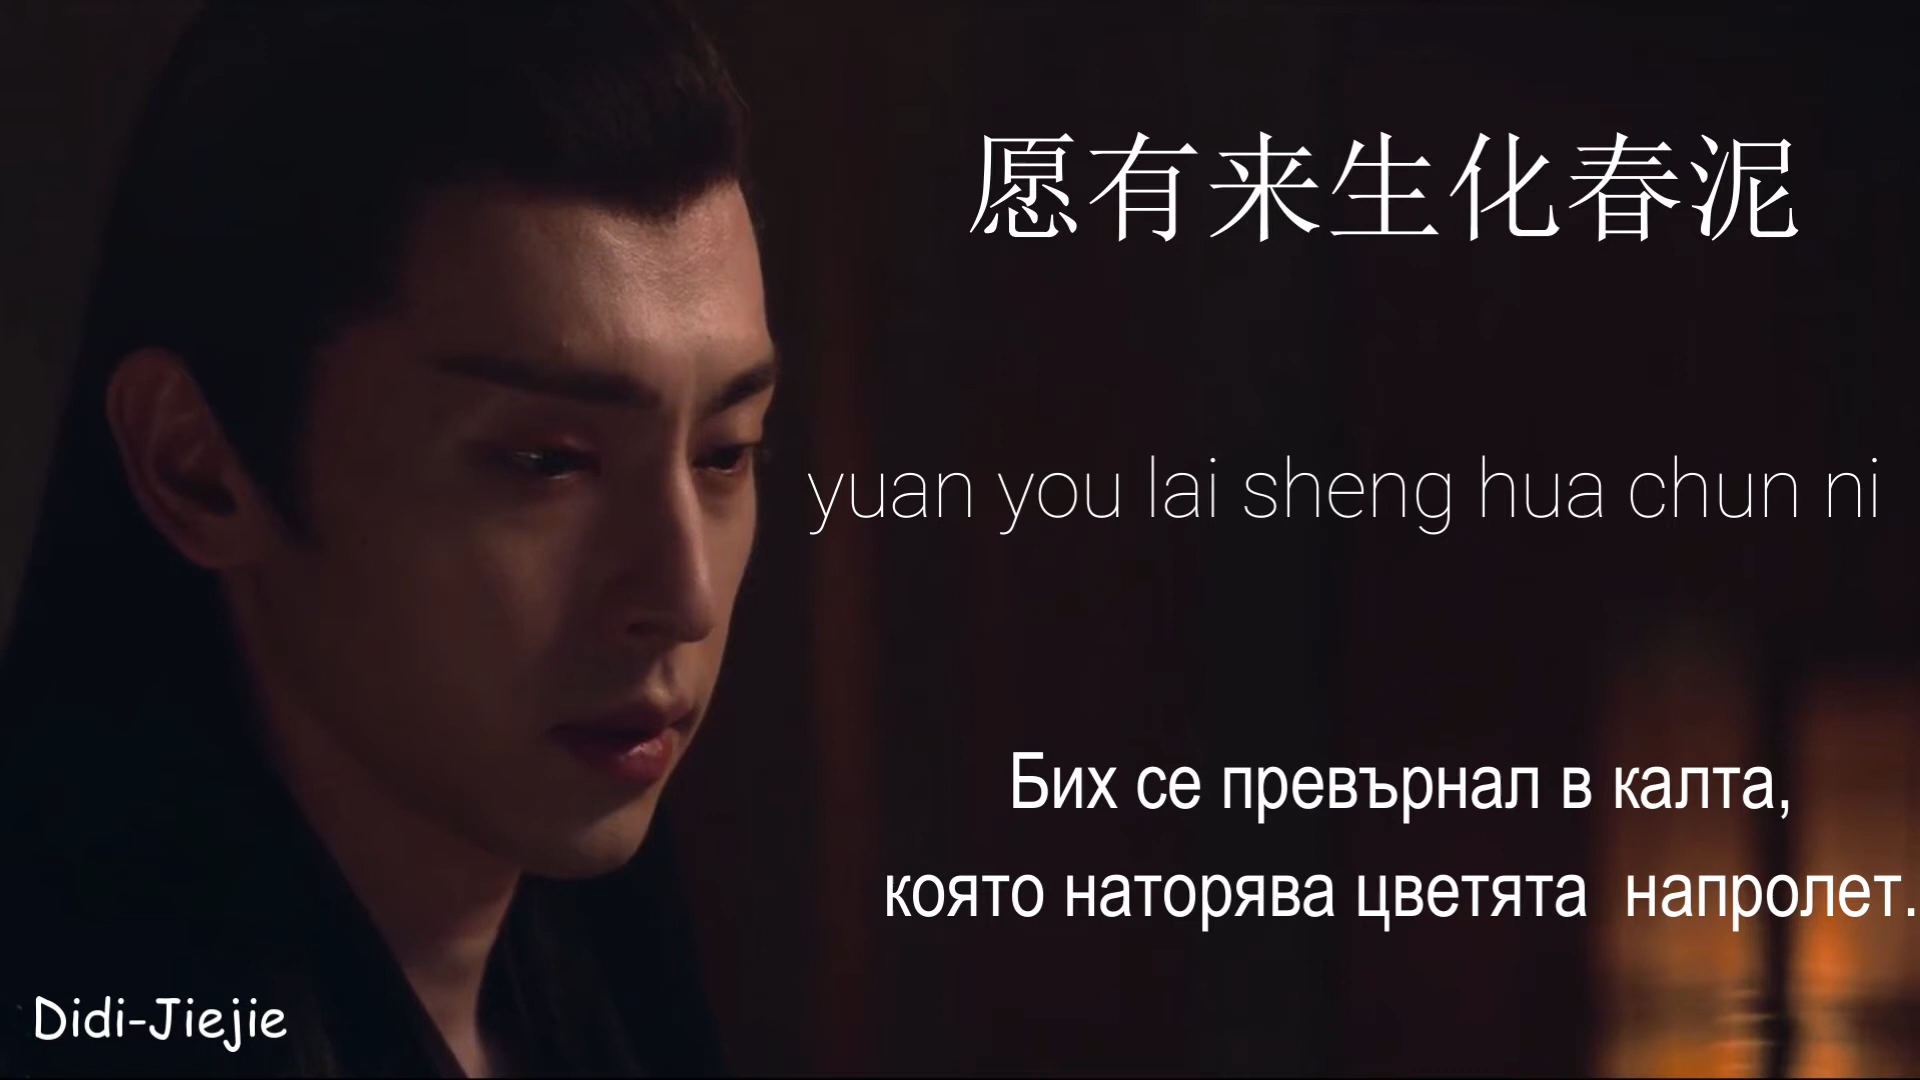 愿有来生化春泥
yuan you lai sheng hua chun ni
Бих се превърнал в калта,
която наторява цветята напролет.
Didi-Jiejie